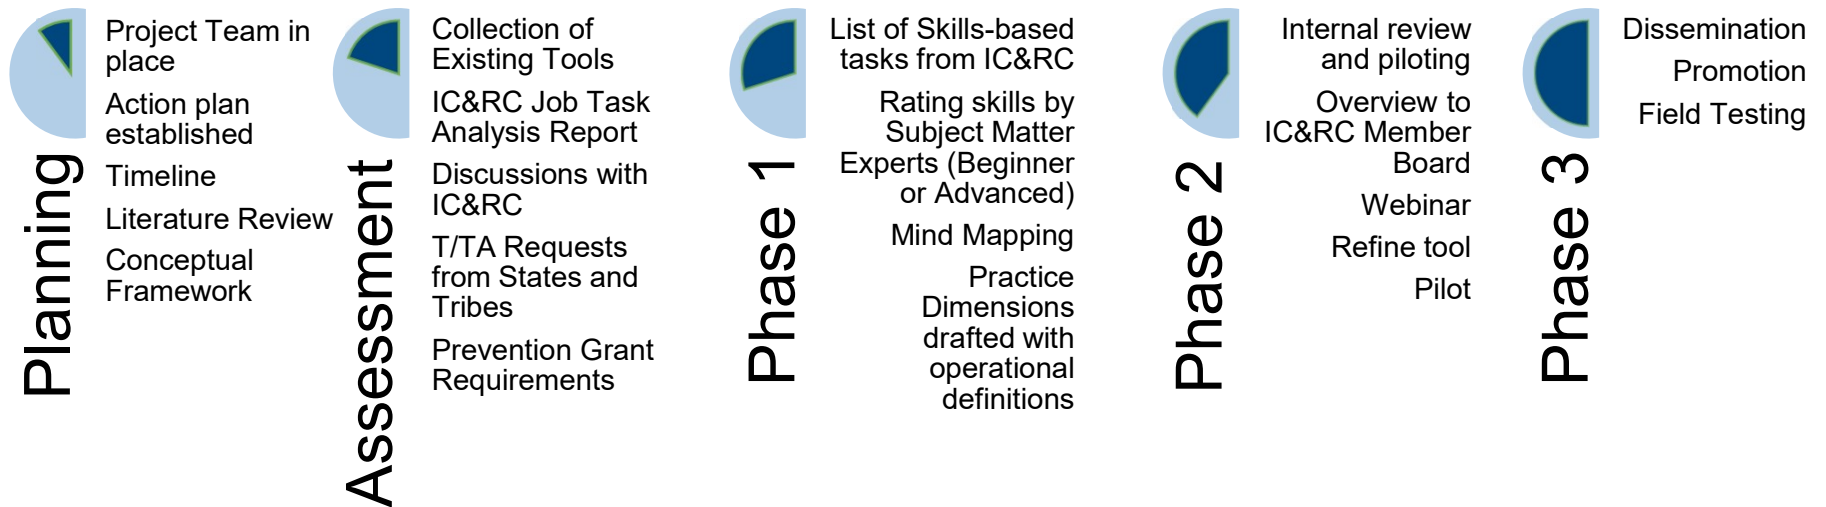 Planning
Project Team in
place
Action plan
established
Timeline
Literature Review
Conceptual
Framework
Assessment
Collection of
Existing Tools
IC&RC Job Task
Analysis Report
Discussions with
IC&RC
T/TA Requests
from States and
Tribes
Prevention Grant
Requirements
Phase 1
List of Skills-based
tasks from IC&RC
Rating skills by
Subject Matter
Experts (Beginner
or Advanced)
Mind Mapping
Practice
Dimensions
drafted with
operational
definitions
Phase 2
Internal review
and piloting
Overview to
IC&RC Member
Board
Webinar
Refine tool
Pilot
Phase 3
Dissemination
Promotion
Field Testing